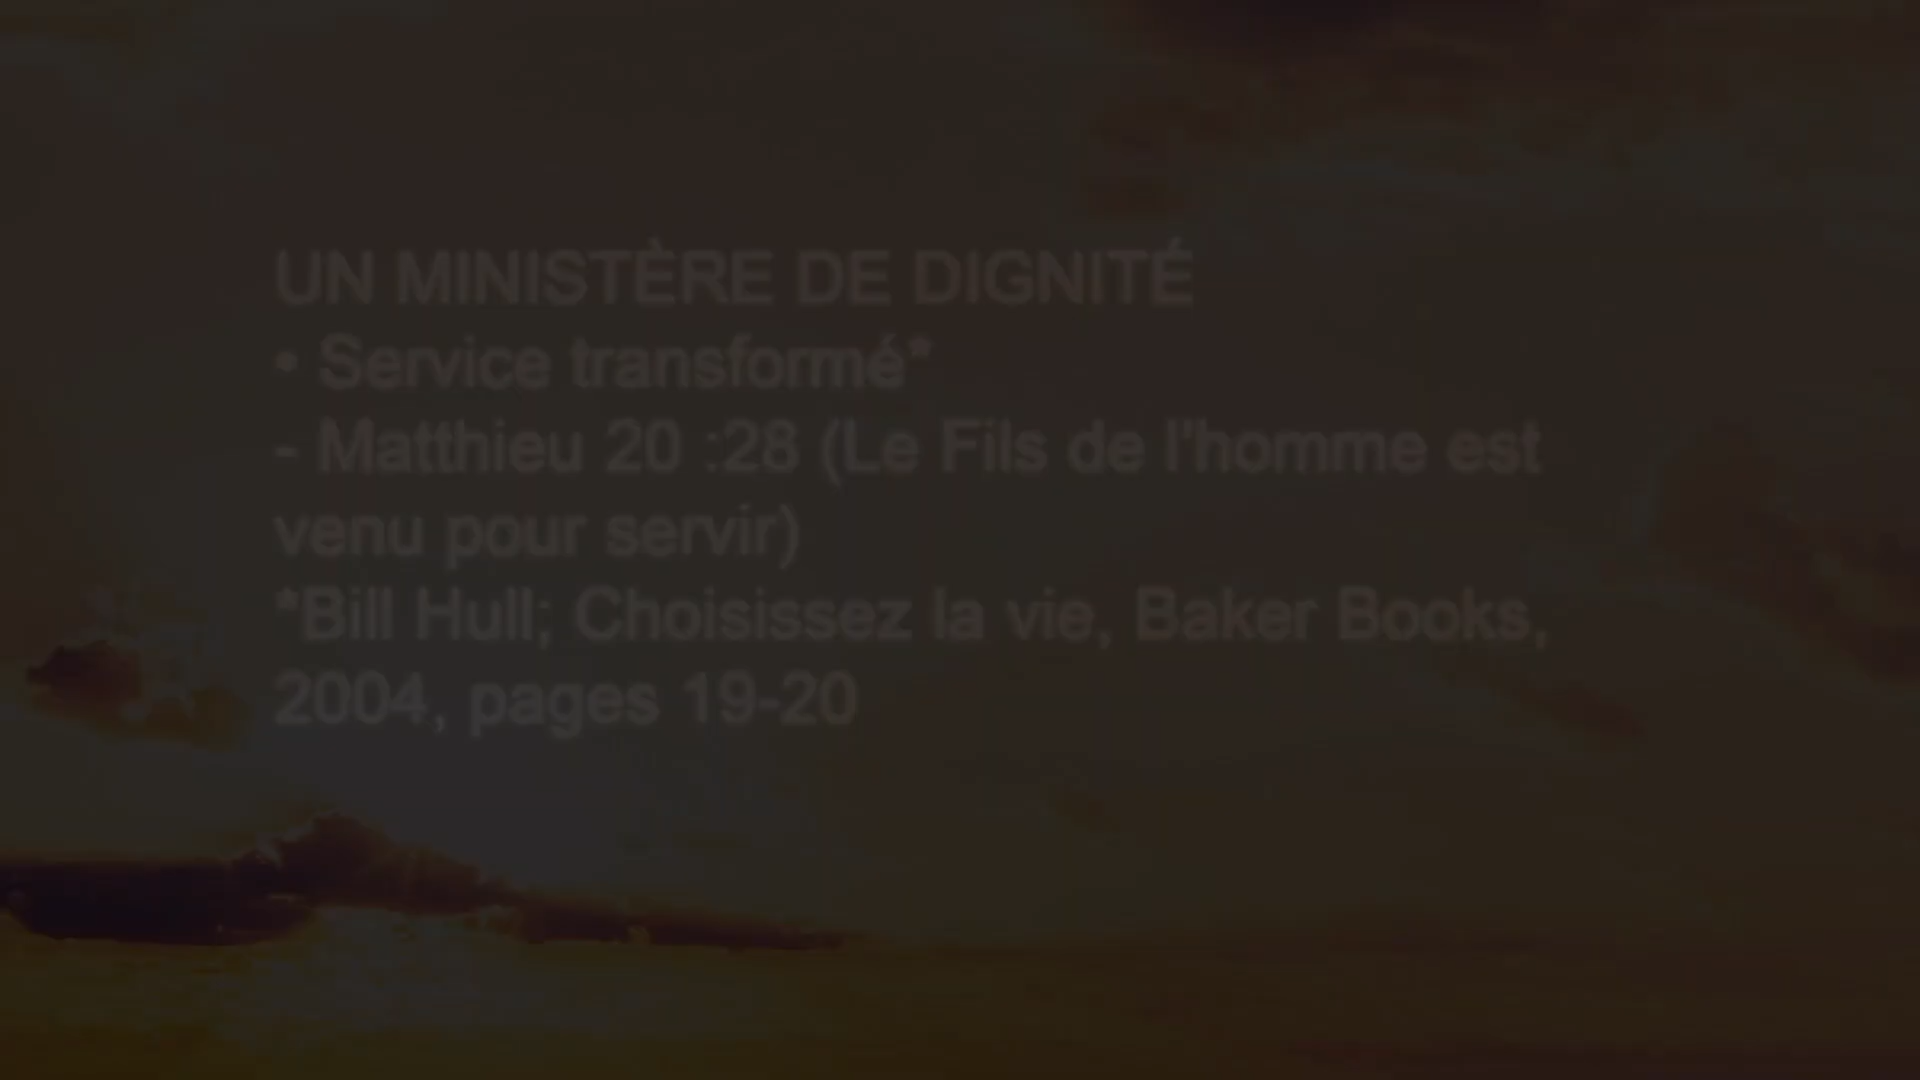 UN MINISTÈRE DE DIGNITÉ
• Service transformé*
- Matthieu 20 :28 (Le Fils de l'homme est
venu pour servir)
*Bill Hull; Choisissez la vie, Baker Books,
2004, pages 19-20